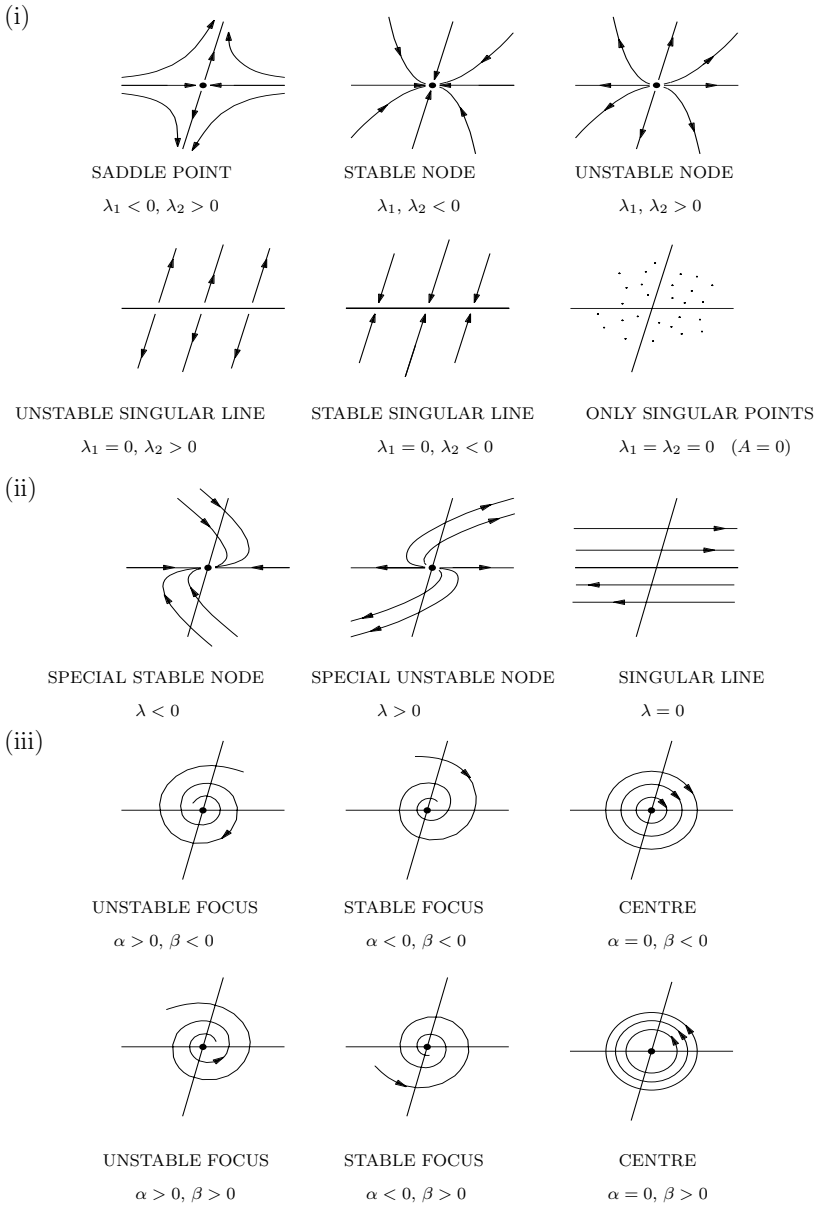 (i)
SADDLE POINT STABLE NODE UNSTABLE NODE
λ₁ < 0, λ₂ > 0 λ₁, λ₂ < 0 λ₁, λ₂ > 0
UNSTABLE SINGULAR LINE STABLE SINGULAR LINE ONLY SINGULAR POINTS
λ₁ = 0, λ₂ > 0 λ₁ = 0, λ₂ < 0 λ₁ = λ₂ = 0 (A = 0)
(ii)
SPECIAL STABLE NODE SPECIAL UNSTABLE NODE SINGULAR LINE
λ < 0 λ > 0 λ = 0
(iii)
UNSTABLE FOCUS STABLE FOCUS CENTRE
α > 0, β < 0 α < 0, β < 0 α = 0, β < 0
UNSTABLE FOCUS STABLE FOCUS CENTRE
α > 0, β > 0 α < 0, β > 0 α = 0, β > 0